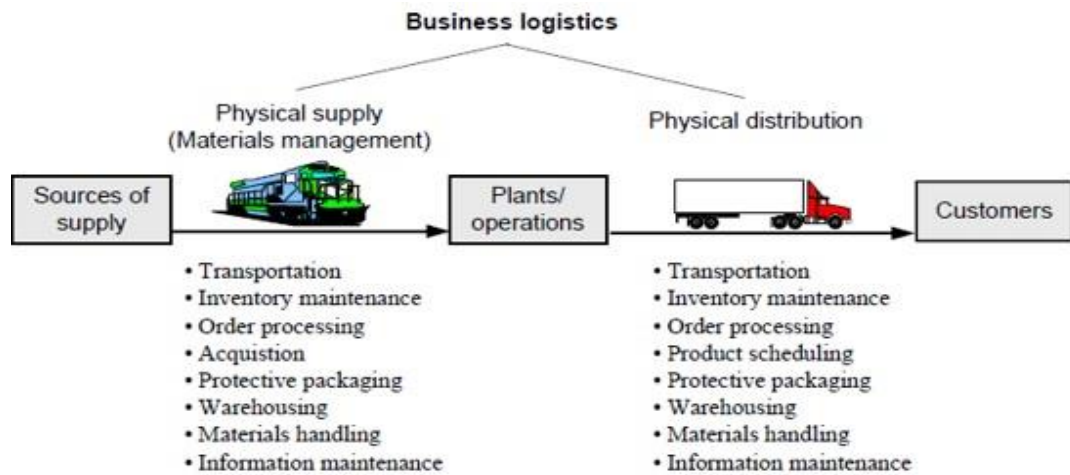 Business logistics
Physical supply
(Materials management)
Physical distribution
Sources of
supply
Plants/
operations
Customers
• Transportation
• Inventory maintenance
• Order processing
• Acquistion
• Protective packaging
• Warehousing
• Materials handling
• Information maintenance
• Transportation
• Inventory maintenance
• Order processing
• Product scheduling
• Protective packaging
• Warehousing
• Materials handling
• Information maintenance